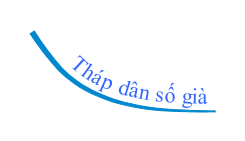 Tháp dân số già